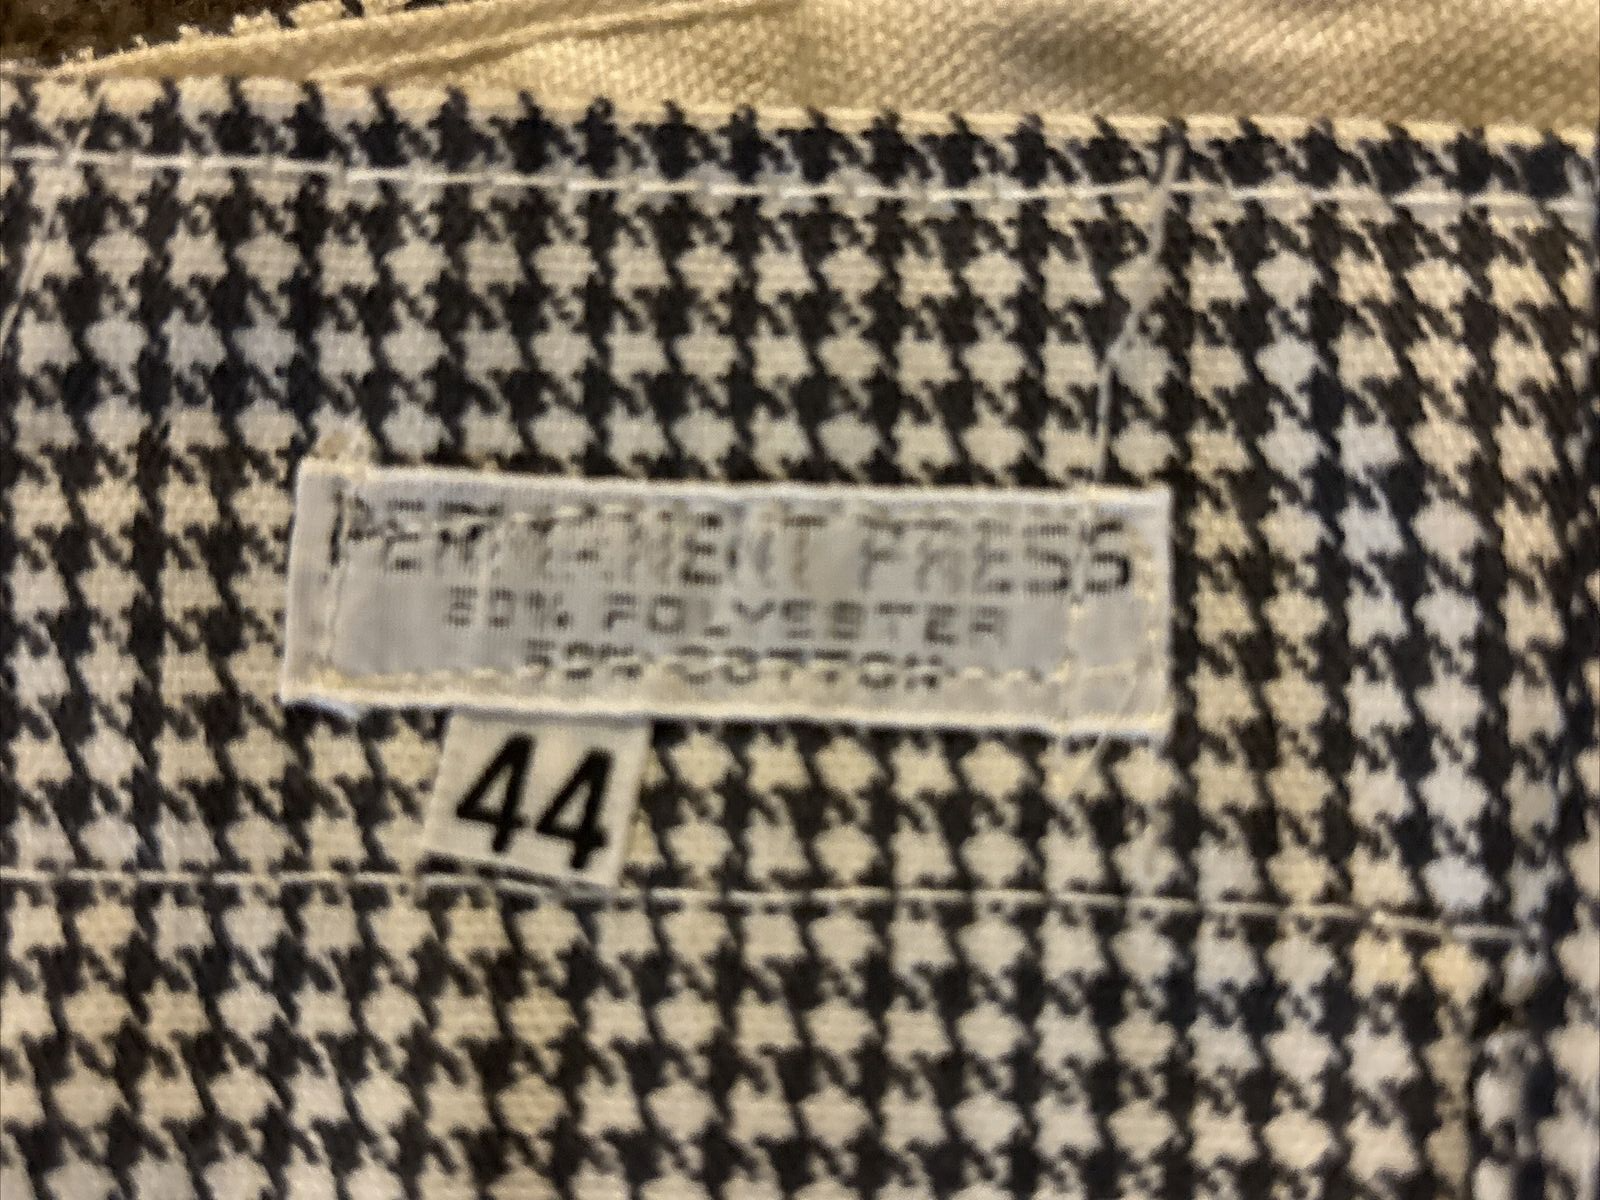 PERMANENT PRESS
50% POLYESTER
50% COTTON
44